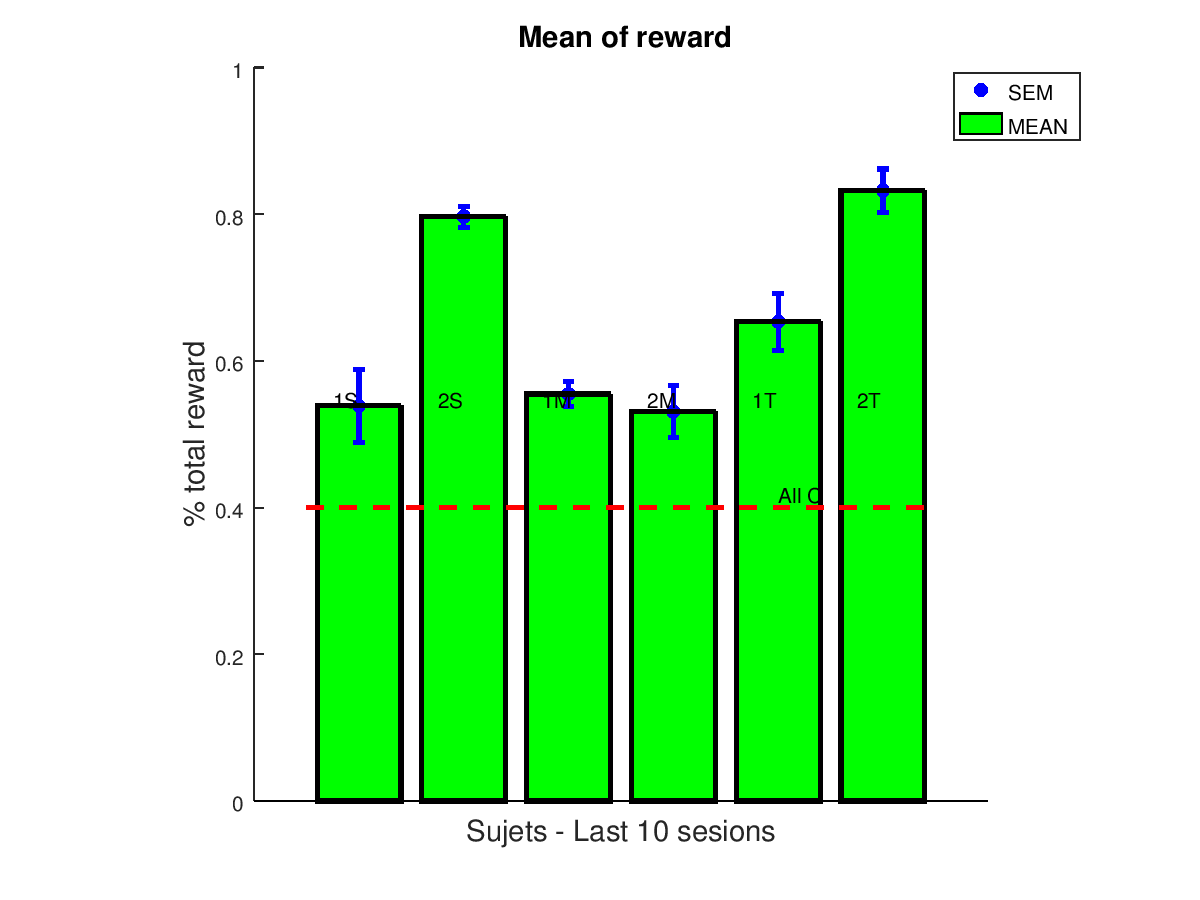 Mean of reward
SEM
MEAN
% total reward
1
0.8
0.6
0.4
0.2
0
1S
2S
1M
2M
1T
2T
All C
Sujets - Last 10 sesions